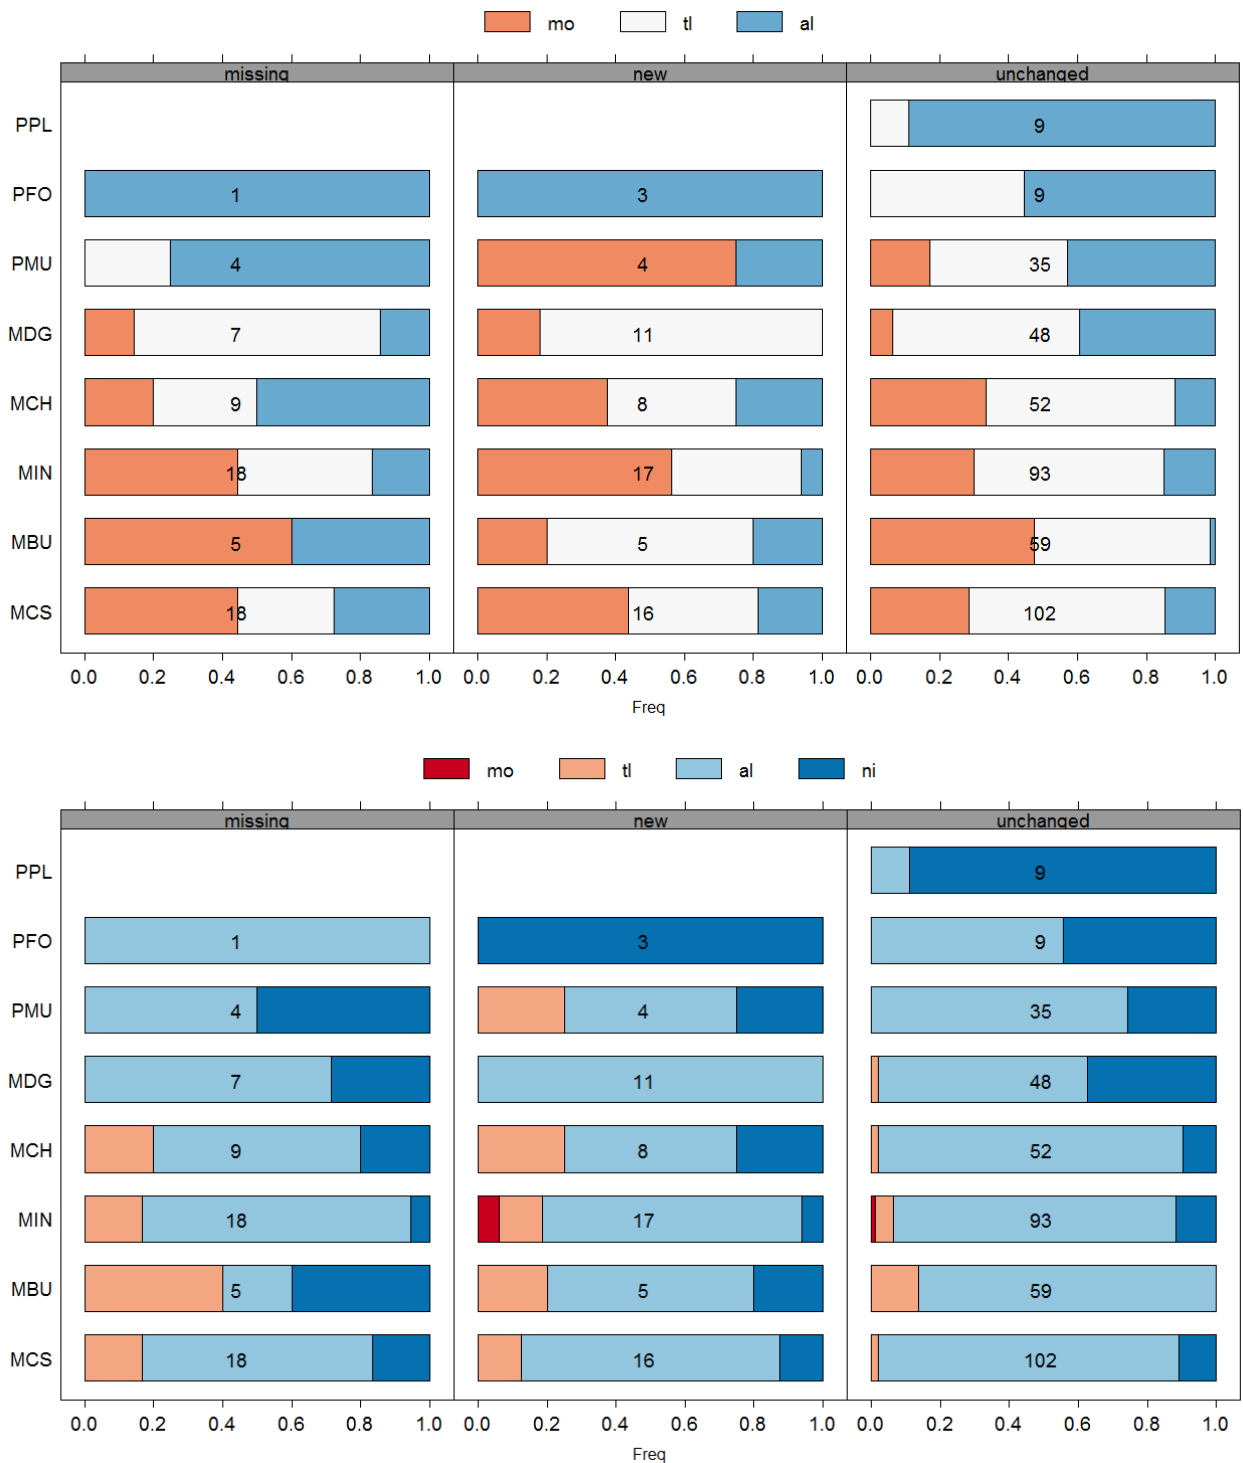 mo tl al
missing new unchanged
PPL 9
PFO 1 3 9
PMU 4 4 35
MDG 7 11 48
MCH 9 8 52
MIN 18 17 93
MBU 5 5 59
MCS 18 16 102
0.0 0.2 0.4 0.6 0.8 1.0 0.0 0.2 0.4 0.6 0.8 1.0 0.0 0.2 0.4 0.6 0.8 1.0
Freq
mo tl al ni
missing new unchanged
PPL 9
PFO 1 3 9
PMU 4 4 35
MDG 7 11 48
MCH 9 8 52
MIN 18 17 93
MBU 5 5 59
MCS 18 16 102
0.0 0.2 0.4 0.6 0.8 1.0 0.0 0.2 0.4 0.6 0.8 1.0 0.0 0.2 0.4 0.6 0.8 1.0
Freq